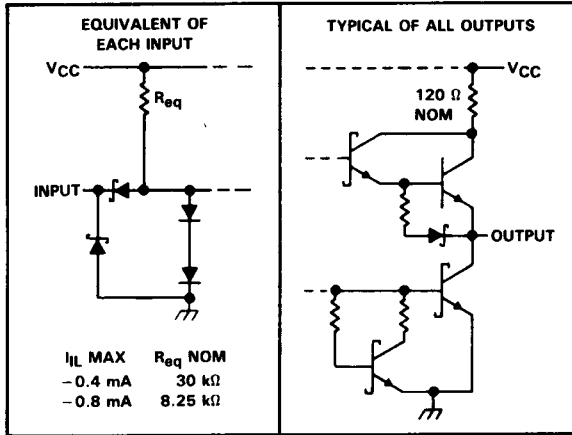 EQUIVALENT OF
EACH INPUT
VCC
Req
INPUT
IIL MAX Req NOM
−0.4 mA 30 kΩ
−0.8 mA 8.25 kΩ
TYPICAL OF ALL OUTPUTS
VCC
120 Ω
NOM
OUTPUT